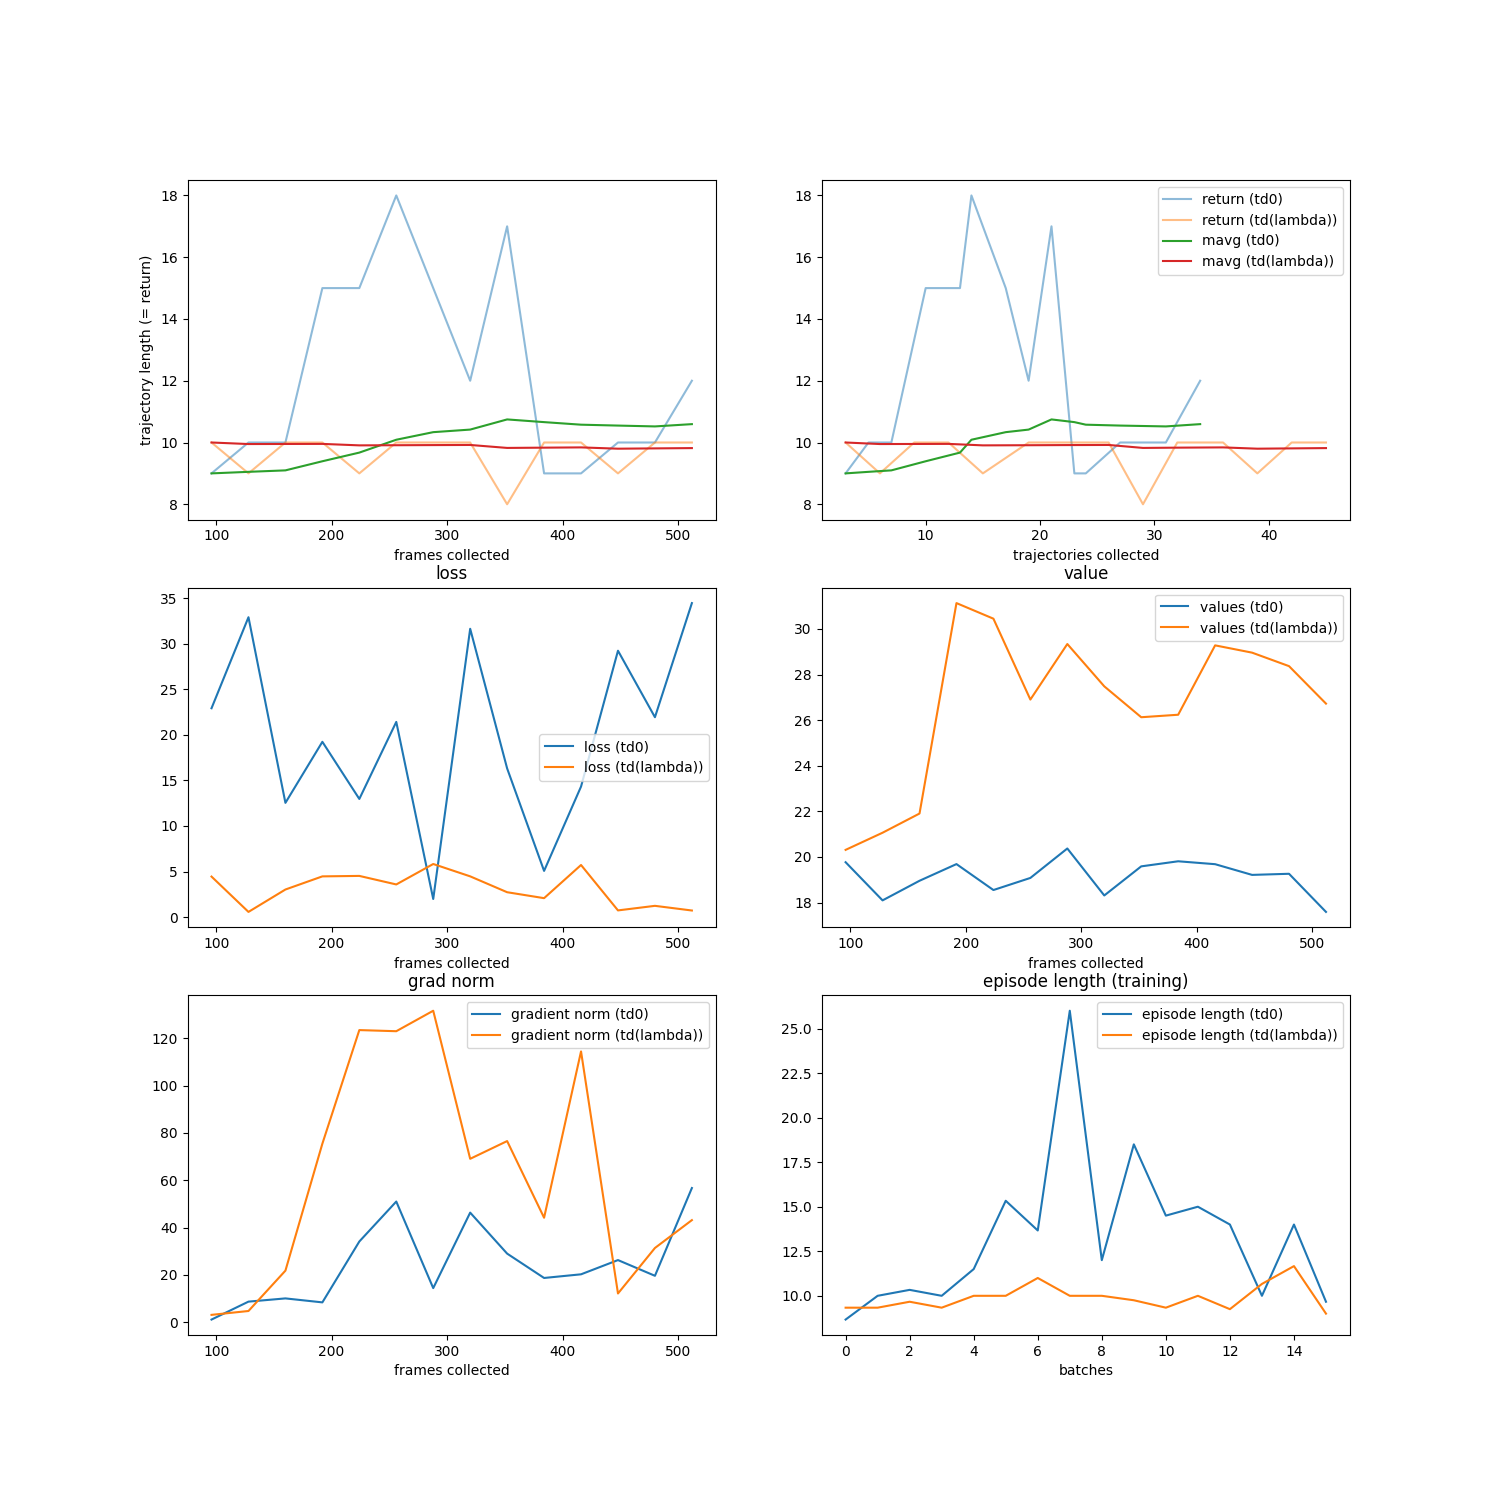 18
16
14
12
10
8
trajectory length (= return)
100 200 300 400 500
frames collected
18
16
14
12
10
8
return (td0)
return (td(lambda))
mavg (td0)
mavg (td(lambda))
10 20 30 40
trajectories collected
loss
35
30
25
20
15
10
5
0
loss (td0)
loss (td(lambda))
100 200 300 400 500
frames collected
value
30
28
26
24
22
20
18
values (td0)
values (td(lambda))
100 200 300 400 500
frames collected
grad norm
120
100
80
60
40
20
0
gradient norm (td0)
gradient norm (td(lambda))
100 200 300 400 500
frames collected
episode length (training)
25.0
22.5
20.0
17.5
15.0
12.5
10.0
episode length (td0)
episode length (td(lambda))
0 2 4 6 8 10 12 14
batches